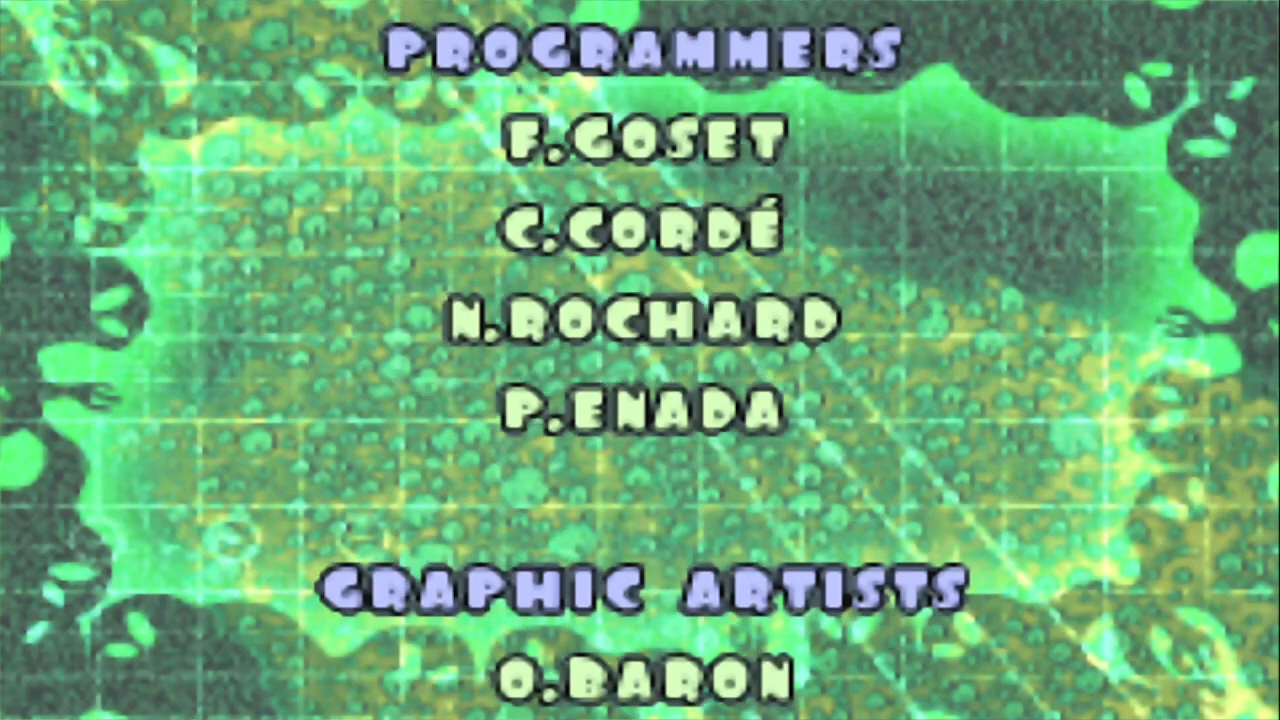 PROGRAMMERS
F.GOSET
C.CORDÉ
N.ROCHARD
P.ENADA
GRAPHIC ARTISTS
O.BARON